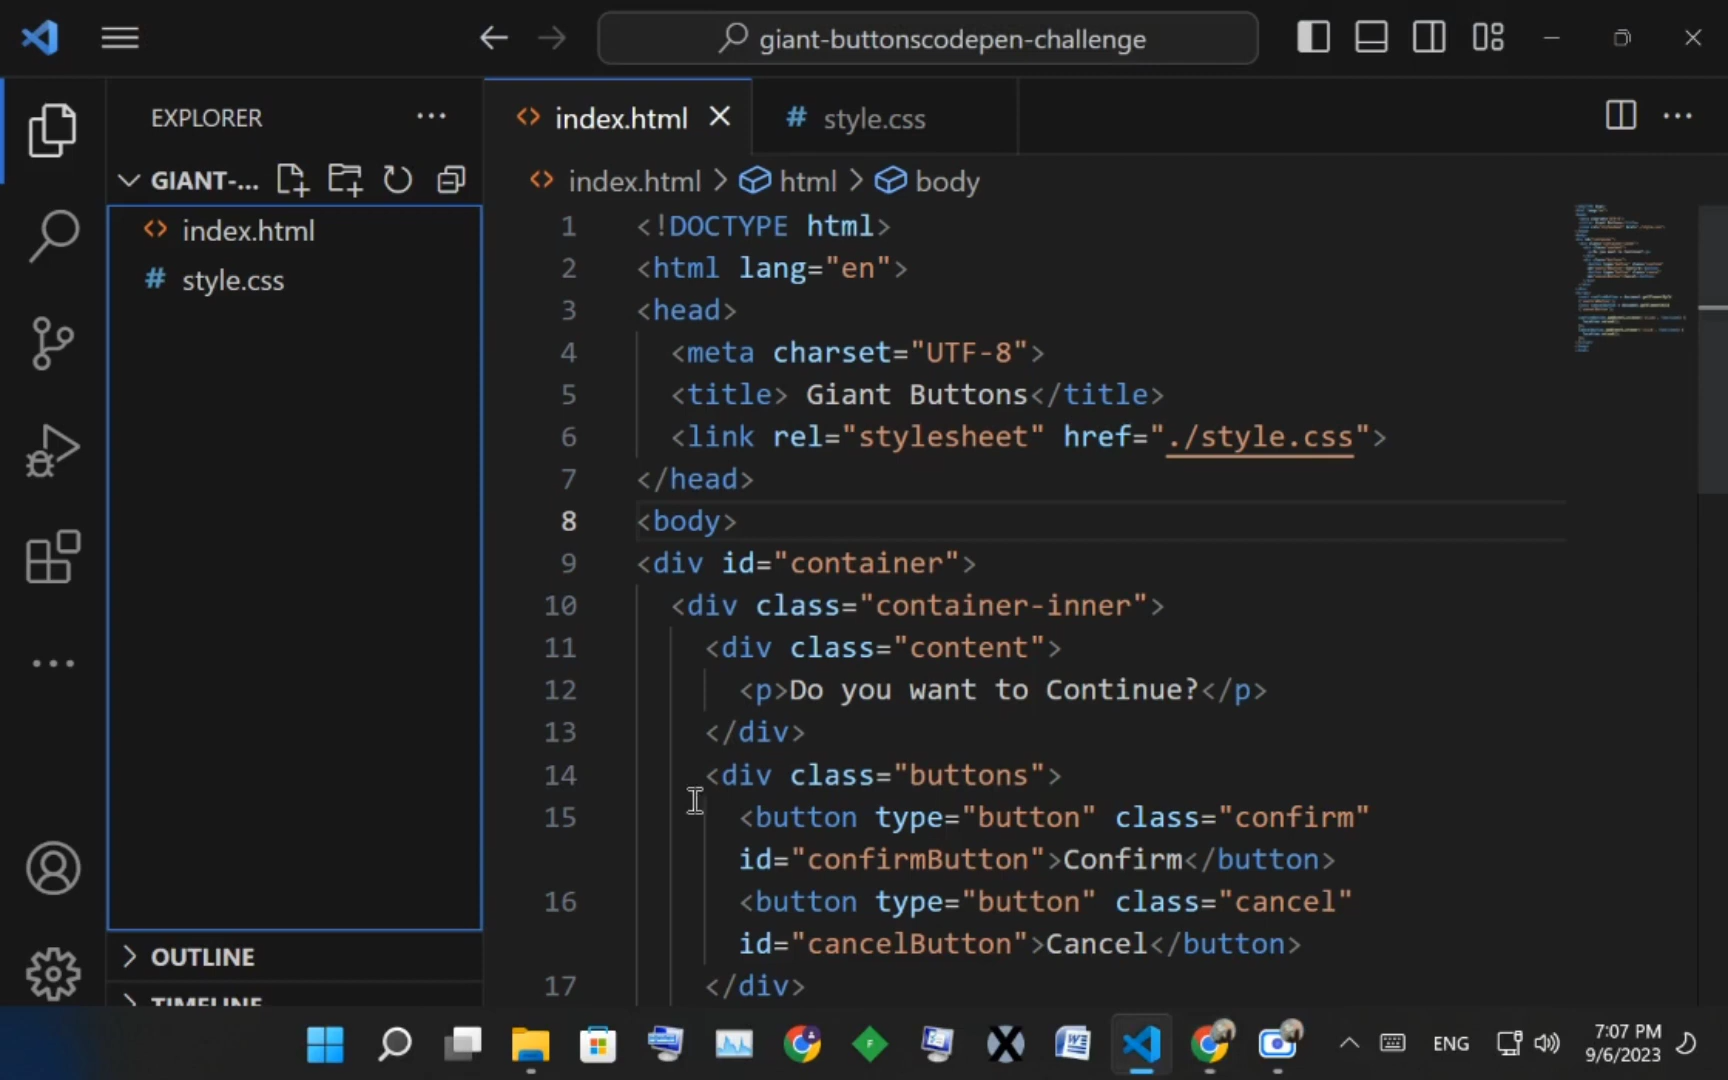 giant-buttonscodepen-challenge
EXPLORER
GIANT-...
index.html
style.css
OUTLINE
TIMELINE
index.html
# style.css
index.html > html > body
1 <!DOCTYPE html>
2 <html lang="en">
3 <head>
4 <meta charset="UTF-8">
5 <title> Giant Buttons</title>
6 <link rel="stylesheet" href="./style.css">
7 </head>
8 <body>
9 <div id="container">
10 <div class="container-inner">
11 <div class="content">
12 <p>Do you want to Continue?</p>
13 </div>
14 <div class="buttons">
15 <button type="button" class="confirm"
id="confirmButton">Confirm</button>
16 <button type="button" class="cancel"
id="cancelButton">Cancel</button>
17 </div>
ENG
7:07 PM
9/6/2023